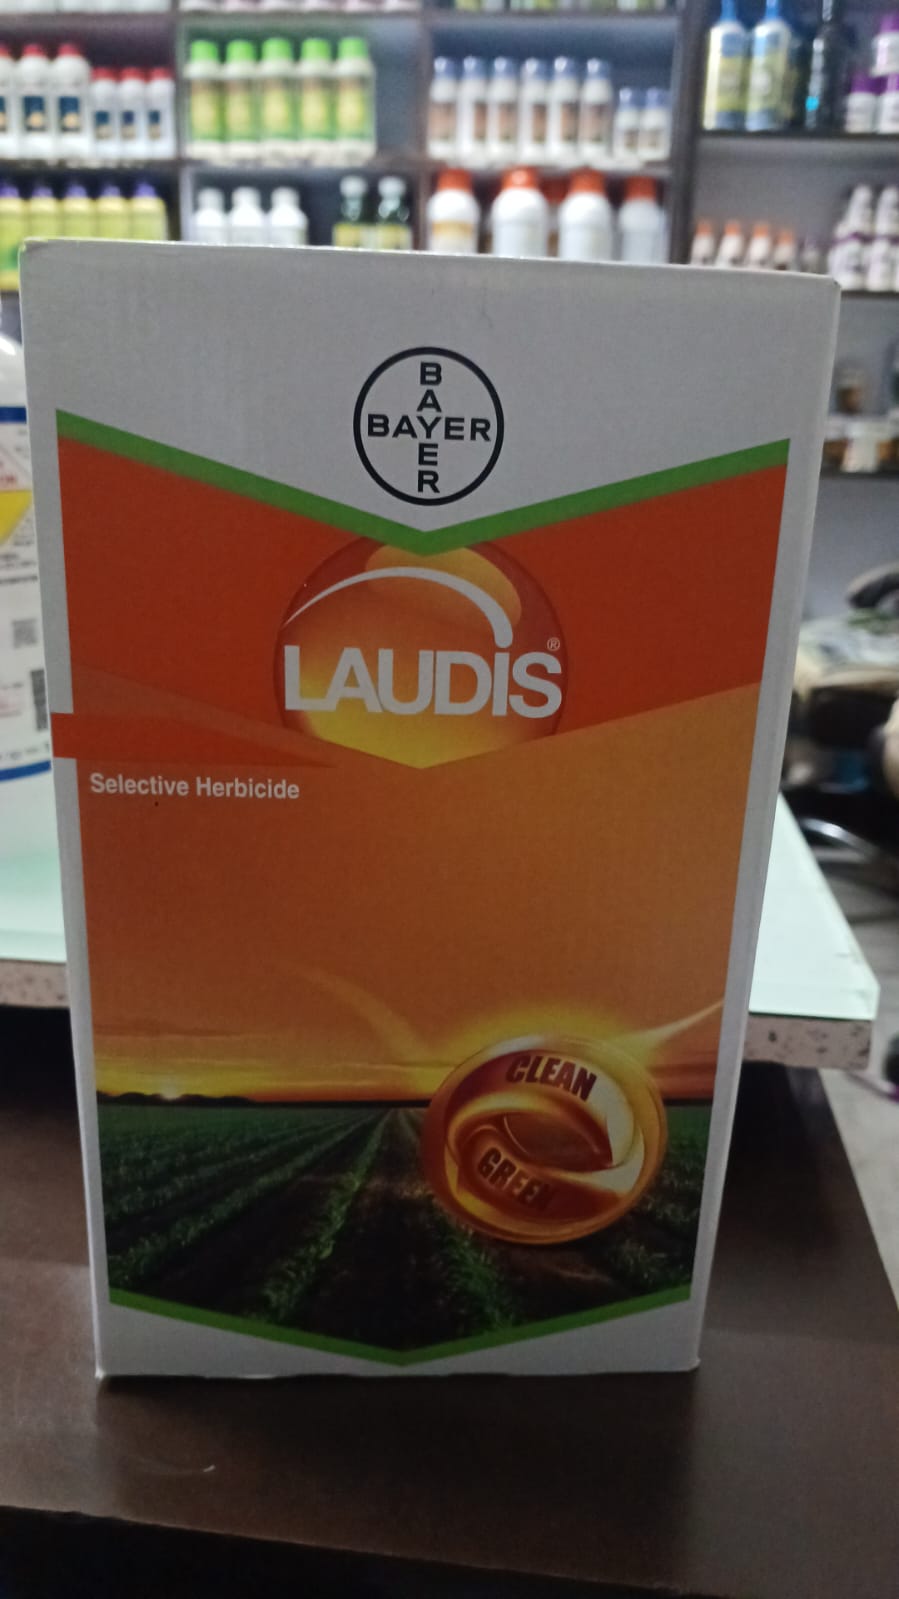 BAYER
BAYER
LAUDIS®
Selective Herbicide
CLEAN
GREEN